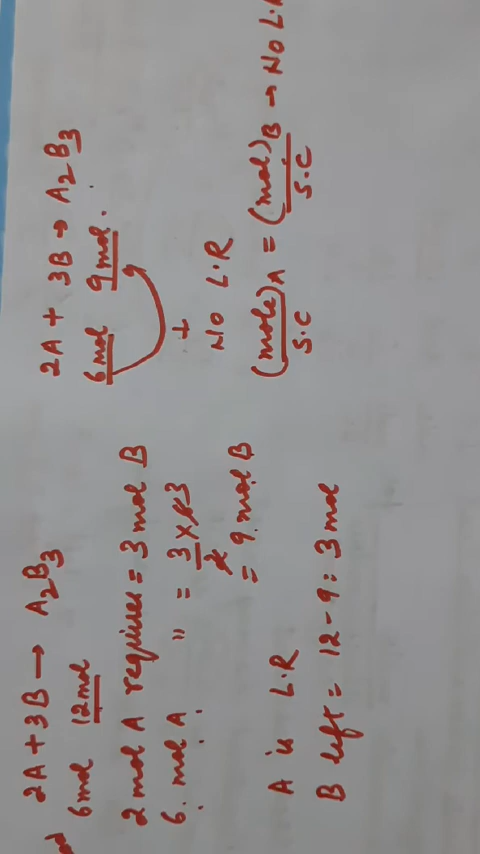 2A + 3B → A2B3
6mol 12mol
2 mol A requires = 3 mol B
6. mol A " = 3/2 × 6 3
= 9. mol B
A is L.R
B left = 12 - 9 : 3 mol
2A + 3B → A2B3
6mol 9mol.
NO L.R
(mole)A/S.C = (mol)B/S.C → NO L.R